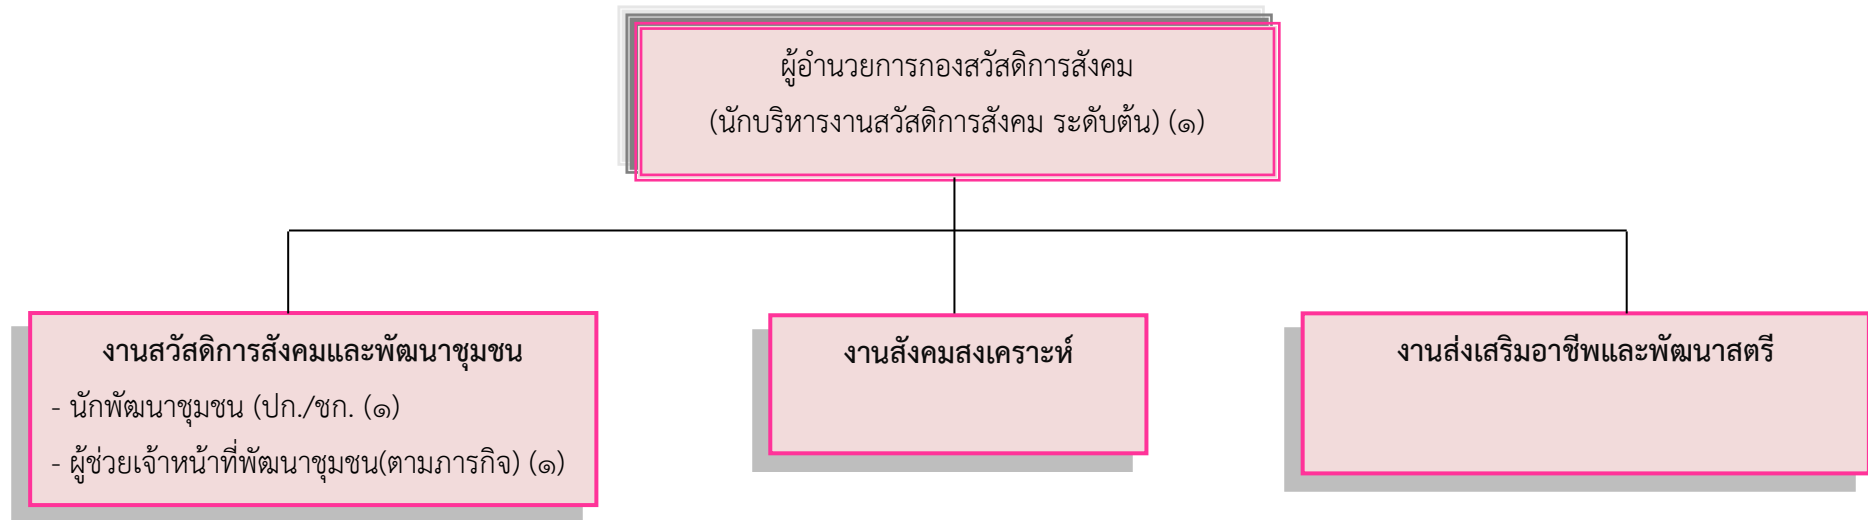 ผู้อำนวยการกองสวัสดิการสังคม
(นักบริหารงานสวัสดิการสังคม ระดับต้น) (๑)
งานสวัสดิการสังคมและพัฒนาชุมชน
- นักพัฒนาชุมชน (ปก./ชก. (๑)
- ผู้ช่วยเจ้าหน้าที่พัฒนาชุมชน(ตามภารกิจ) (๑)
งานสังคมสงเคราะห์
งานส่งเสริมอาชีพและพัฒนาสตรี